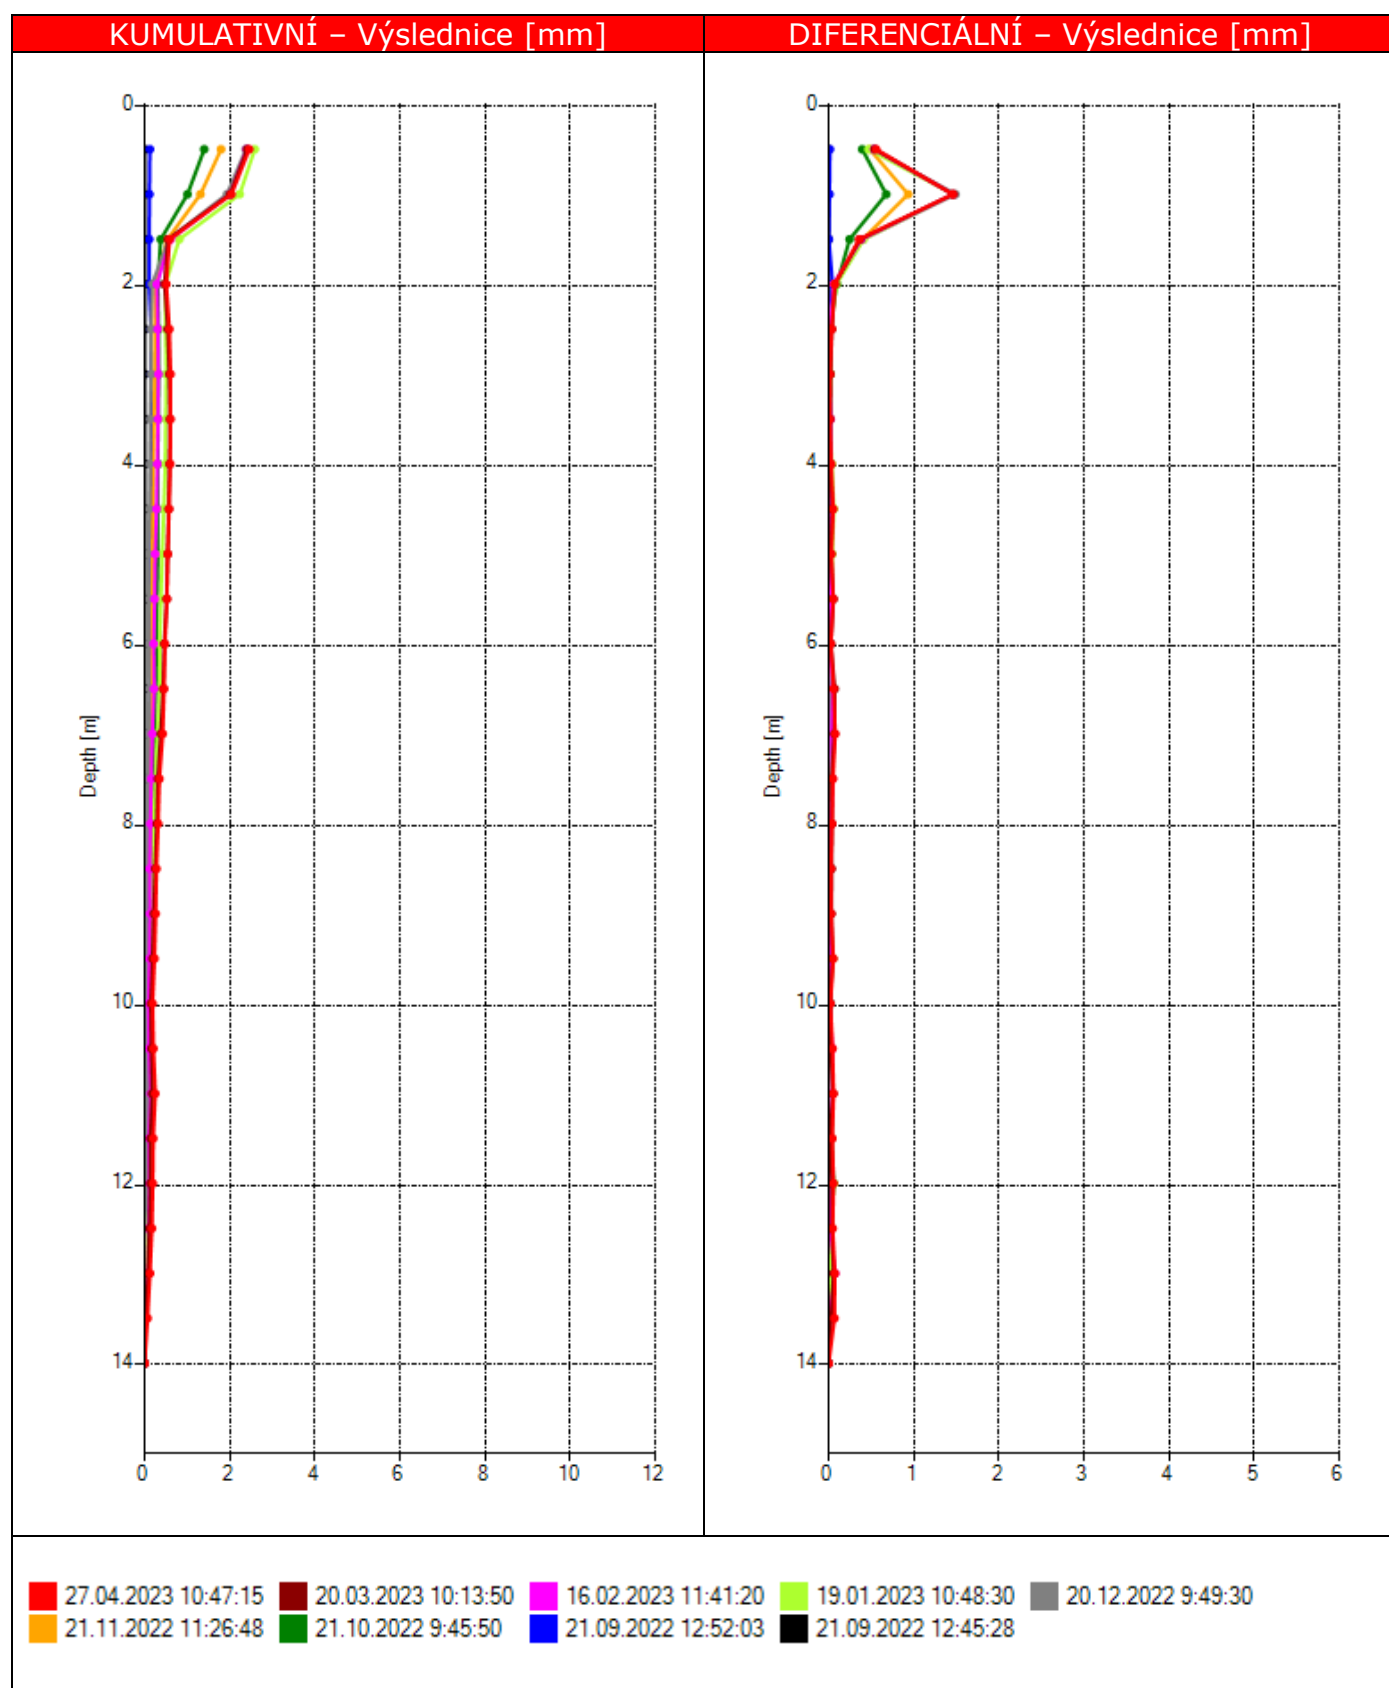 KUMULATIVNÍ – Výslednice [mm]
DIFERENCIÁLNÍ – Výslednice [mm]
0
2
4
6
8
10
12
14
Depth [m]
0 2 4 6 8 10 12
0
2
4
6
8
10
12
14
Depth [m]
0 1 2 3 4 5 6
27.04.2023 10:47:15 20.03.2023 10:13:50 16.02.2023 11:41:20 19.01.2023 10:48:30 20.12.2022 9:49:30
21.11.2022 11:26:48 21.10.2022 9:45:50 21.09.2022 12:52:03 21.09.2022 12:45:28